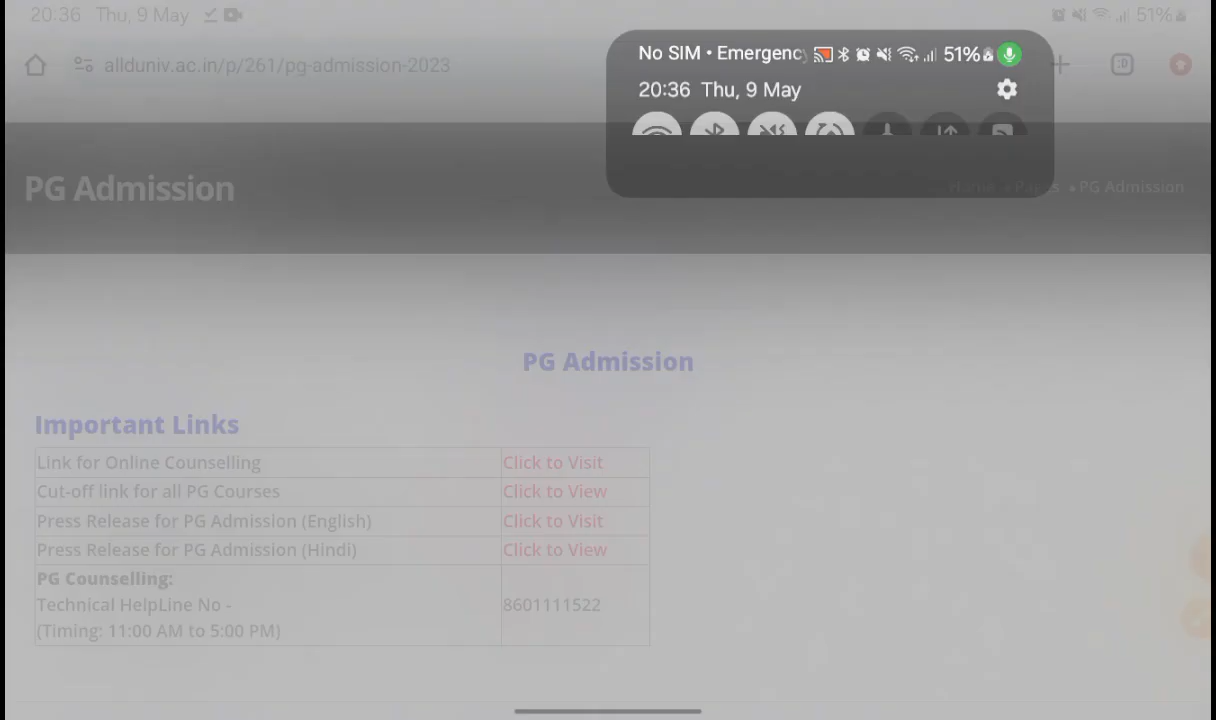 20:36 Thu, 9 May
51%
No SIM • Emergency
51%
20:36 Thu, 9 May
allduniv.ac.in/p/261/pg-admission-2023
:D
PG Admission
Home • Pages • PG Admission
PG Admission
Important Links
Link for Online Counselling Click to Visit
Cut-off link for all PG Courses Click to View
Press Release for PG Admission (English) Click to Visit
Press Release for PG Admission (Hindi) Click to View
PG Counselling:
Technical HelpLine No - 8601111522
(Timing: 11:00 AM to 5:00 PM)